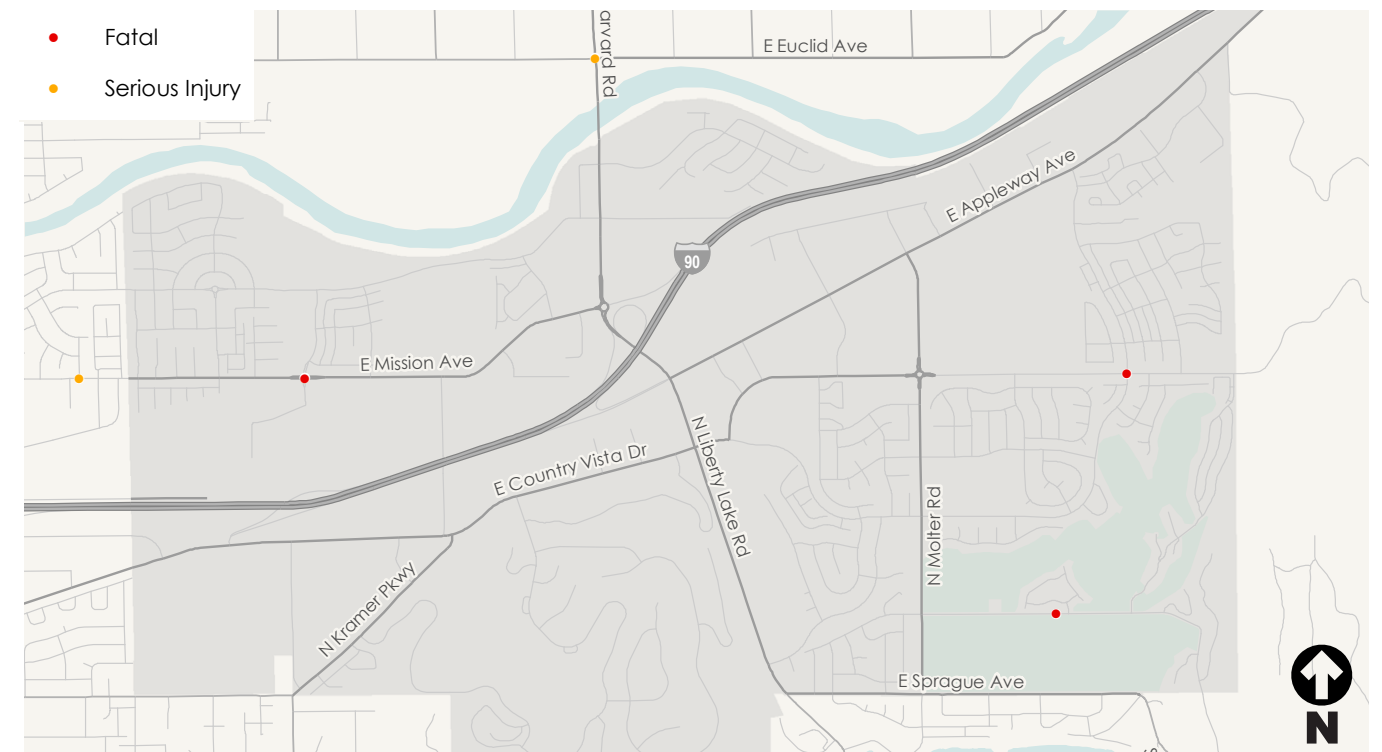 Fatal
Serious Injury
arvard Rd
E Euclid Ave
E Appleway Ave
90
E Mission Ave
E Country Vista Dr
N Liberty Lake Rd
N Molter Rd
N Kramer Pkwy
E Sprague Ave
N